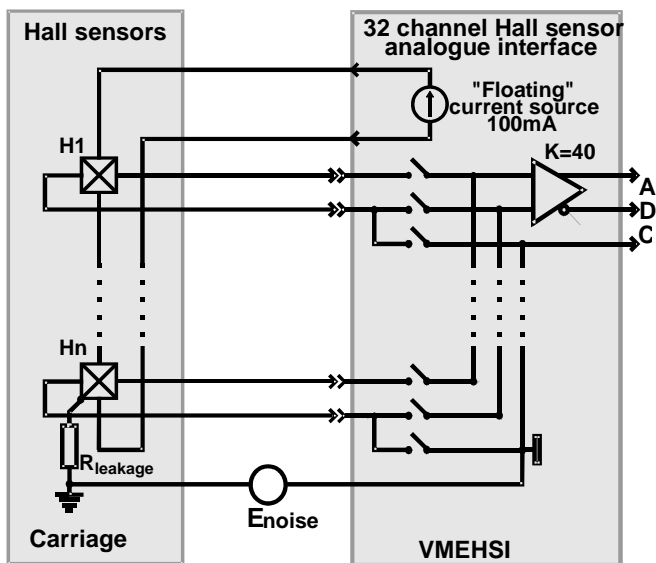 Hall sensors
32 channel Hall sensor
analogue interface
"Floating"
current source
100mA
H1
K=40
A
D
C
Hn
Rleakage
Enoise
Carriage
VMEHSI